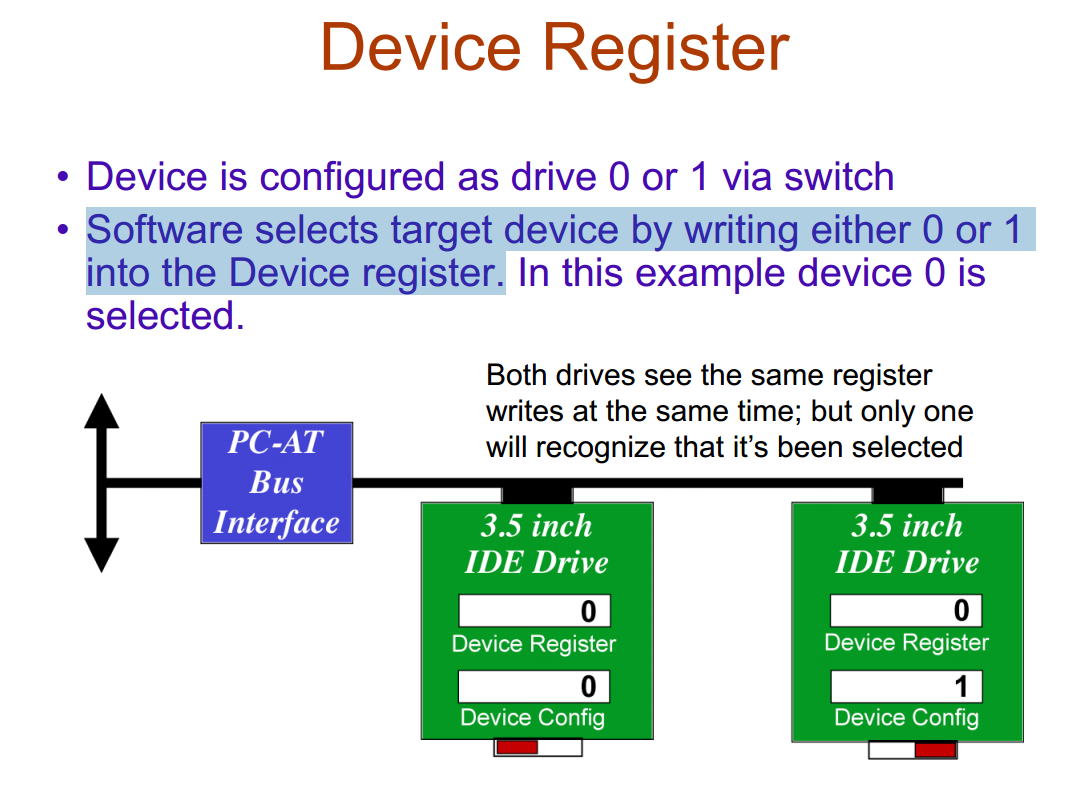 Device Register
• Device is configured as drive 0 or 1 via switch
• Software selects target device by writing either 0 or 1
into the Device register. In this example device 0 is
selected.
Both drives see the same register
writes at the same time; but only one
will recognize that it’s been selected
PC-AT
Bus
Interface
3.5 inch
IDE Drive
0
Device Register
0
Device Config
3.5 inch
IDE Drive
0
Device Register
1
Device Config